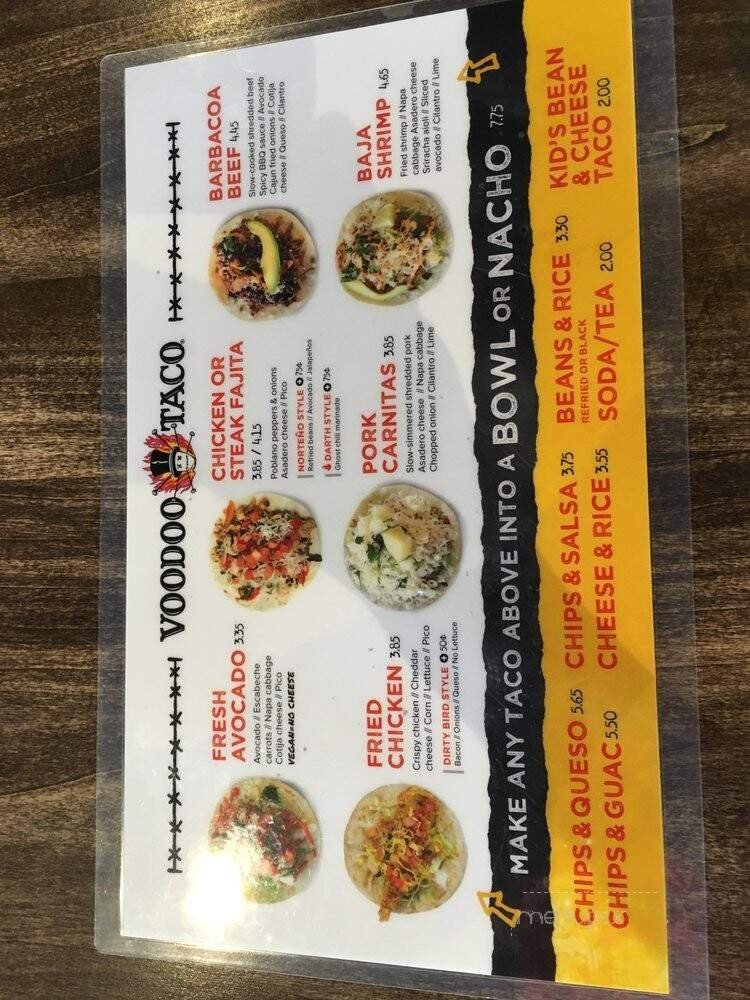 VOODOO TACO
FRESH
AVOCADO 3.35
Avocado // Escabeche
carrots // Napa cabbage
Cotija cheese // Pico
VEGAN=NO CHEESE
CHICKEN OR
STEAK FAJITA
3.85 / 4.15
Poblano peppers & onions
Asadero cheese // Pico
NORTEÑO STYLE + 75¢
Refried beans // Avocado // Jalapeños
DARTH STYLE + 75¢
Ghost chili marinade
BARBACOA
BEEF 4.45
Slow-cooked shredded beef
Spicy BBQ sauce // Avocado
Cajun fried onions // Cotija
cheese // Queso // Cilantro
FRIED
CHICKEN 3.85
Crispy chicken // Cheddar
cheese // Corn // Lettuce // Pico
DIRTY BIRD STYLE + 50¢
Bacon // Onions // Queso // No Lettuce
PORK
CARNITAS 3.85
Slow-simmered shredded pork
Asadero cheese // Napa cabbage
Chopped onion // Cilantro // Lime
BAJA
SHRIMP 4.65
Fried shrimp // Napa
cabbage Asadero cheese
Sriracha aioli // Sliced
avocado // Cilantro // Lime
MAKE ANY TACO ABOVE INTO A BOWL OR NACHO 7.75
CHIPS & QUESO 5.65
CHIPS & GUAC 5.50
CHIPS & SALSA 3.75
CHEESE & RICE 3.55
BEANS & RICE 3.30
REFRIED OR BLACK
SODA/TEA 2.00
KID'S BEAN
& CHEESE
TACO 2.00